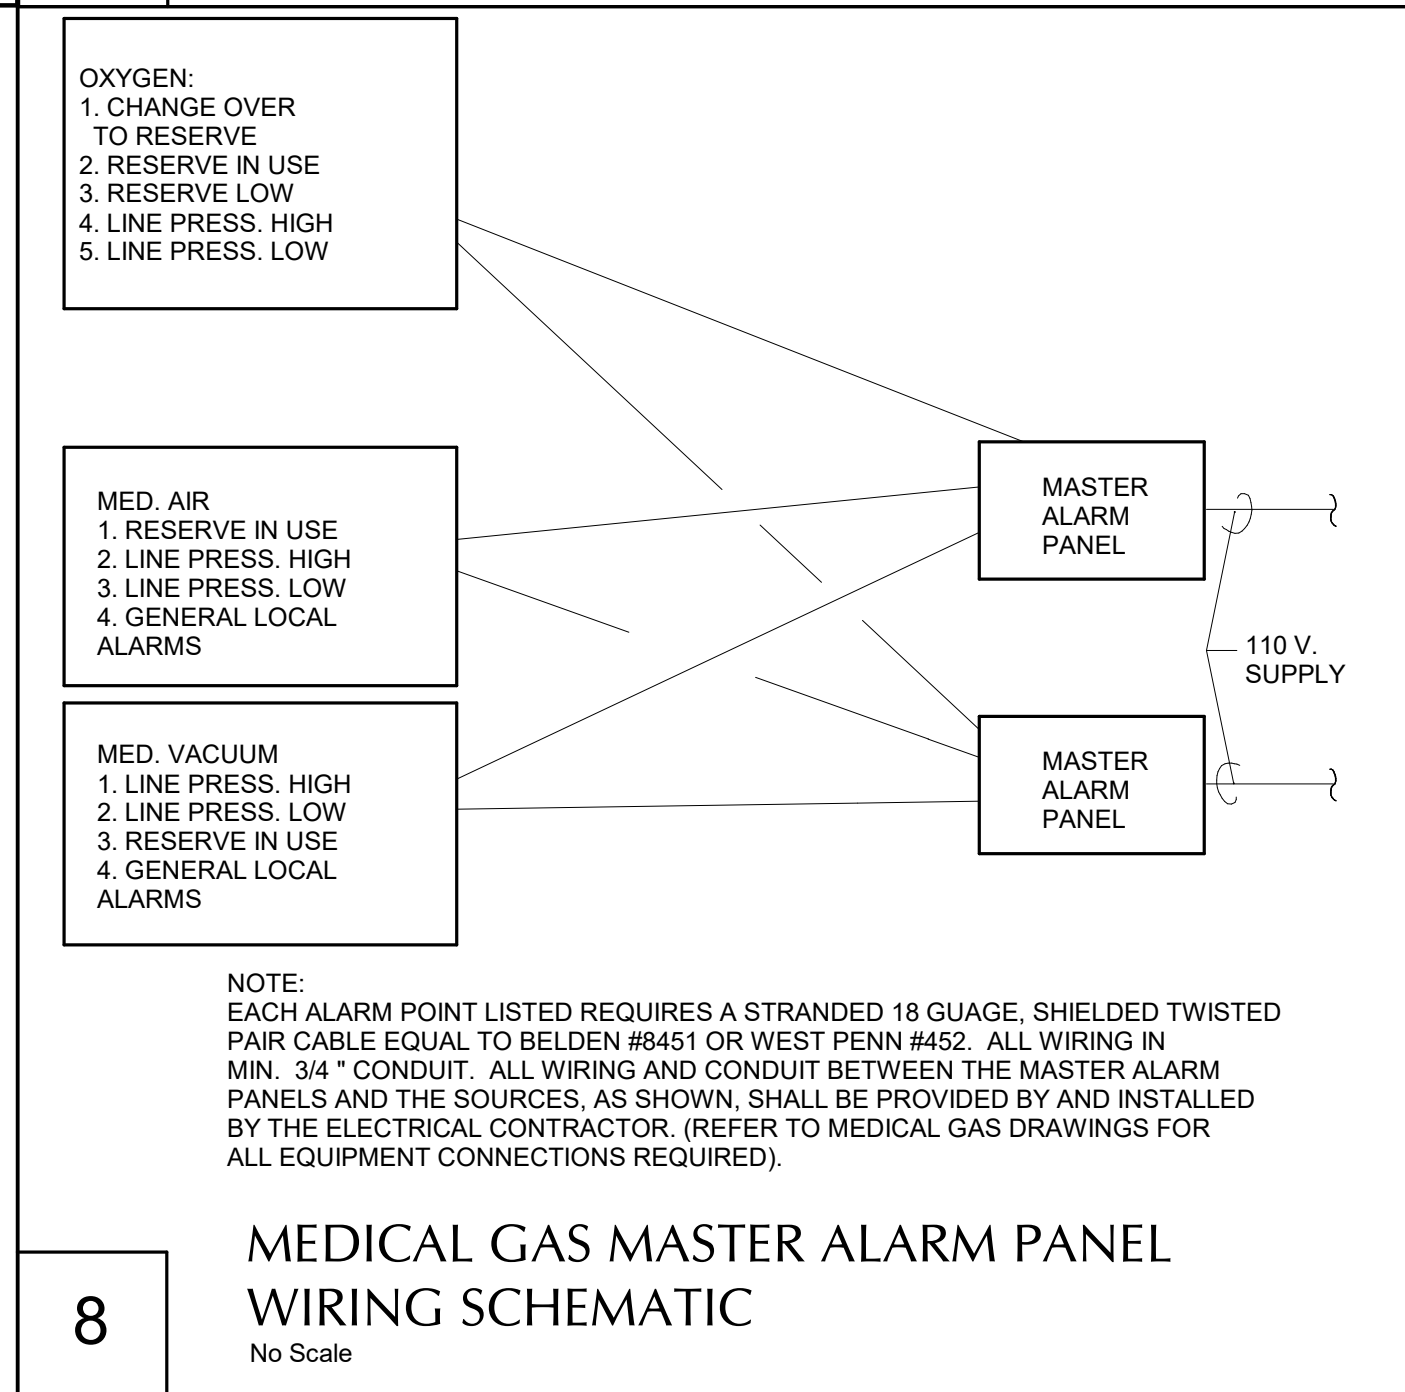 OXYGEN:
1. CHANGE OVER
TO RESERVE
2. RESERVE IN USE
3. RESERVE LOW
4. LINE PRESS. HIGH
5. LINE PRESS. LOW
MED. AIR
1. RESERVE IN USE
2. LINE PRESS. HIGH
3. LINE PRESS. LOW
4. GENERAL LOCAL
ALARMS
MED. VACUUM
1. LINE PRESS. HIGH
2. LINE PRESS. LOW
3. RESERVE IN USE
4. GENERAL LOCAL
ALARMS
MASTER
ALARM
PANEL
110 V.
SUPPLY
MASTER
ALARM
PANEL
NOTE:
EACH ALARM POINT LISTED REQUIRES A STRANDED 18 GUAGE, SHIELDED TWISTED
PAIR CABLE EQUAL TO BELDEN #8451 OR WEST PENN #452.  ALL WIRING IN
MIN.  3/4 " CONDUIT.  ALL WIRING AND CONDUIT BETWEEN THE MASTER ALARM
PANELS AND THE SOURCES, AS SHOWN, SHALL BE PROVIDED BY AND INSTALLED
BY THE ELECTRICAL CONTRACTOR. (REFER TO MEDICAL GAS DRAWINGS FOR
ALL EQUIPMENT CONNECTIONS REQUIRED).
8
MEDICAL GAS MASTER ALARM PANEL
WIRING SCHEMATIC
No Scale